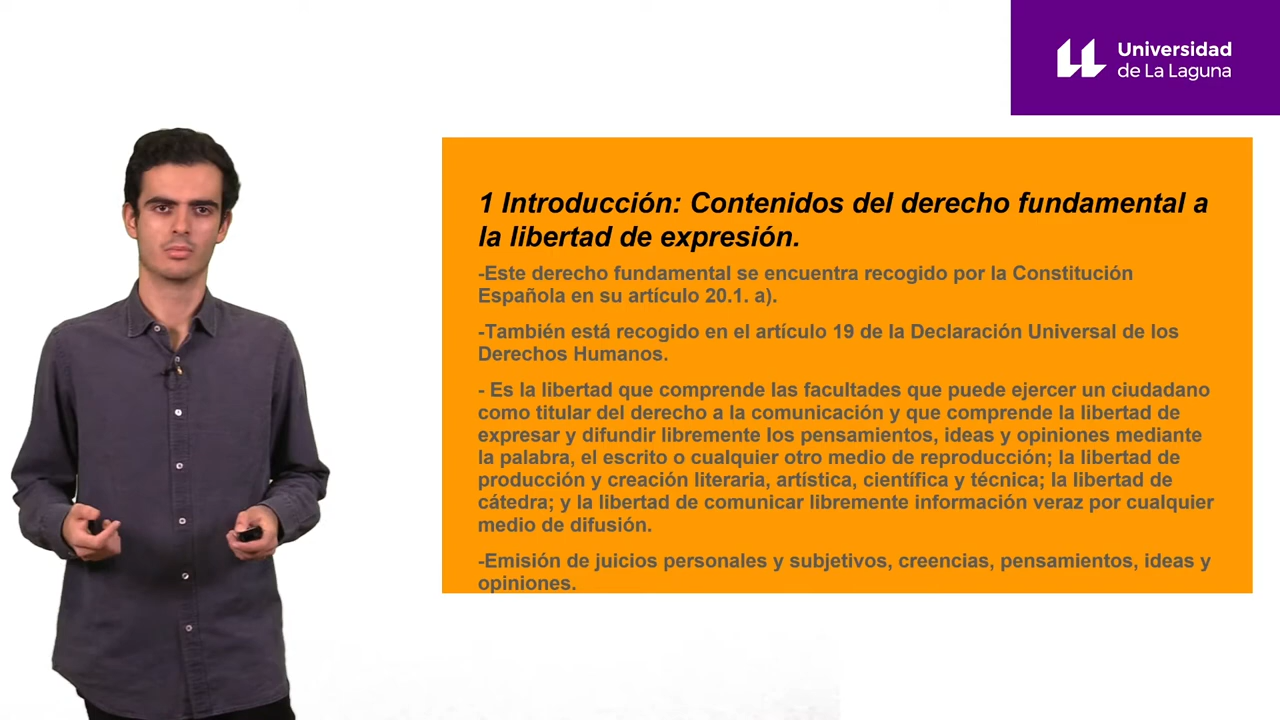 Universidad
de La Laguna
1 Introducción: Contenidos del derecho fundamental a
la libertad de expresión.
-Este derecho fundamental se encuentra recogido por la Constitución
Española en su artículo 20.1. a).
-También está recogido en el artículo 19 de la Declaración Universal de los
Derechos Humanos.
- Es la libertad que comprende las facultades que puede ejercer un ciudadano
como titular del derecho a la comunicación y que comprende la libertad de
expresar y difundir libremente los pensamientos, ideas y opiniones mediante
la palabra, el escrito o cualquier otro medio de reproducción; la libertad de
producción y creación literaria, artística, científica y técnica; la libertad de
cátedra; y la libertad de comunicar libremente información veraz por cualquier
medio de difusión.
-Emisión de juicios personales y subjetivos, creencias, pensamientos, ideas y
opiniones.